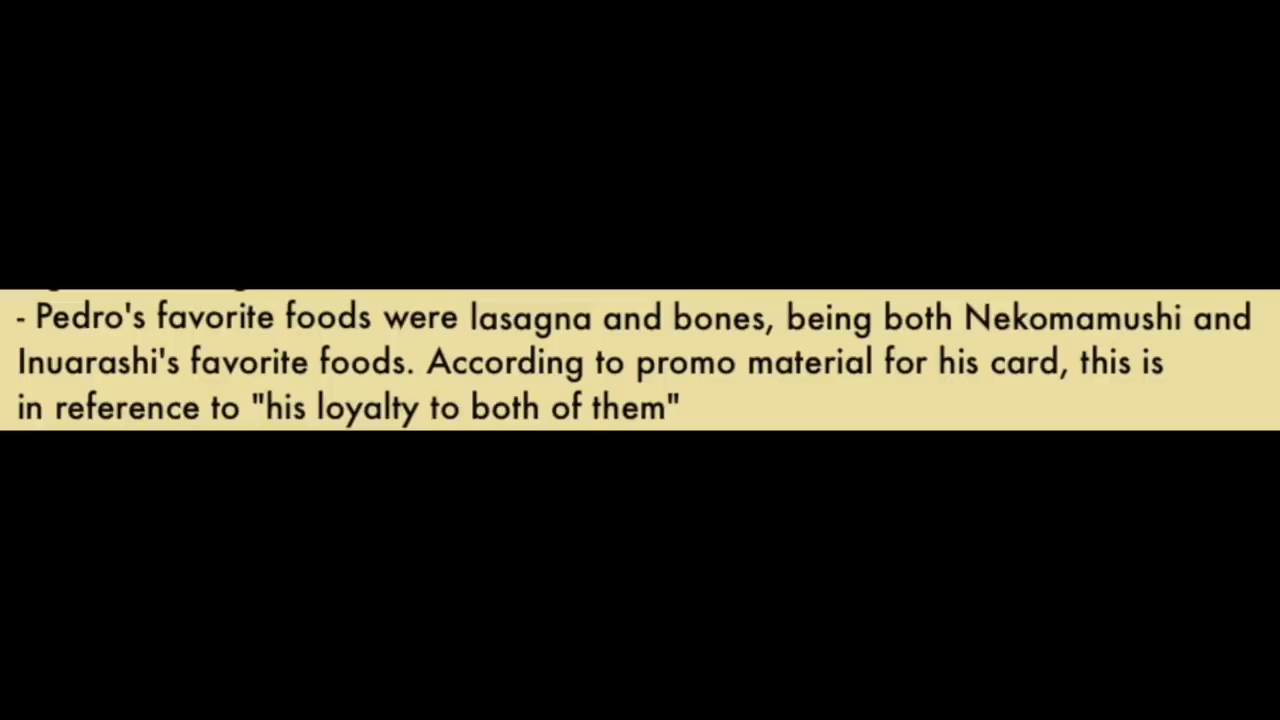 - Pedro's favorite foods were lasagna and bones, being both Nekomamushi and
Inuarashi's favorite foods. According to promo material for his card, this is
in reference to "his loyalty to both of them"